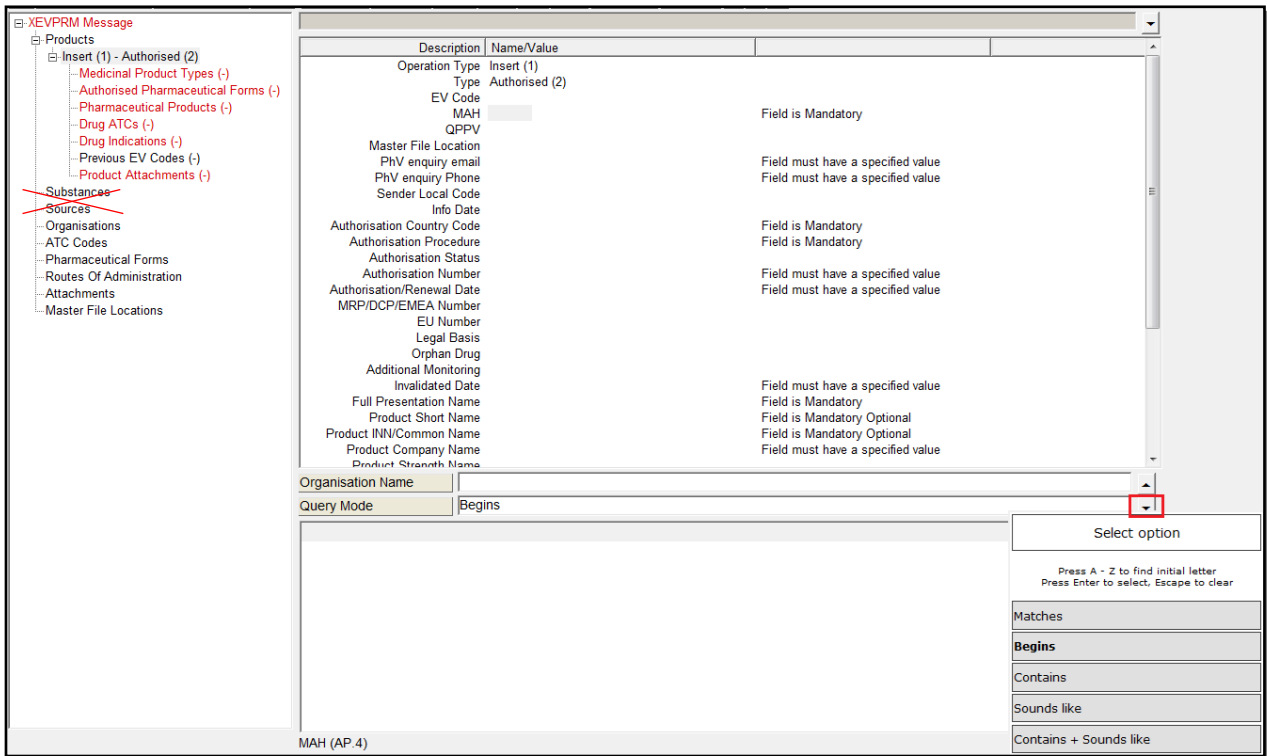 XEVPRM Message
Products
Insert (1) - Authorised (2)
Medicinal Product Types (-)
Authorised Pharmaceutical Forms (-)
Pharmaceutical Products (-)
Drug ATCs (-)
Drug Indications (-)
Previous EV Codes (-)
Product Attachments (-)
Substances
Sources
Organisations
ATC Codes
Pharmaceutical Forms
Routes Of Administration
Attachments
Master File Locations
Description Name/Value
Operation Type Insert (1)
Type Authorised (2)
EV Code
MAH Field is Mandatory
QPPV
Master File Location
PhV enquiry email Field must have a specified value
PhV enquiry Phone Field must have a specified value
Sender Local Code
Info Date
Authorisation Country Code Field is Mandatory
Authorisation Procedure Field is Mandatory
Authorisation Status
Authorisation Number Field must have a specified value
Authorisation/Renewal Date Field must have a specified value
MRP/DCP/EMEA Number
EU Number
Legal Basis
Orphan Drug
Additional Monitoring
Invalidated Date Field must have a specified value
Full Presentation Name Field is Mandatory
Product Short Name Field is Mandatory Optional
Product INN/Common Name Field is Mandatory Optional
Product Company Name Field must have a specified value
Product Strength Name
Organisation Name
Query Mode Begins
Select option
Press A - Z to find initial letter
Press Enter to select, Escape to clear
Matches
Begins
Contains
Sounds like
Contains + Sounds like
MAH (AP.4)